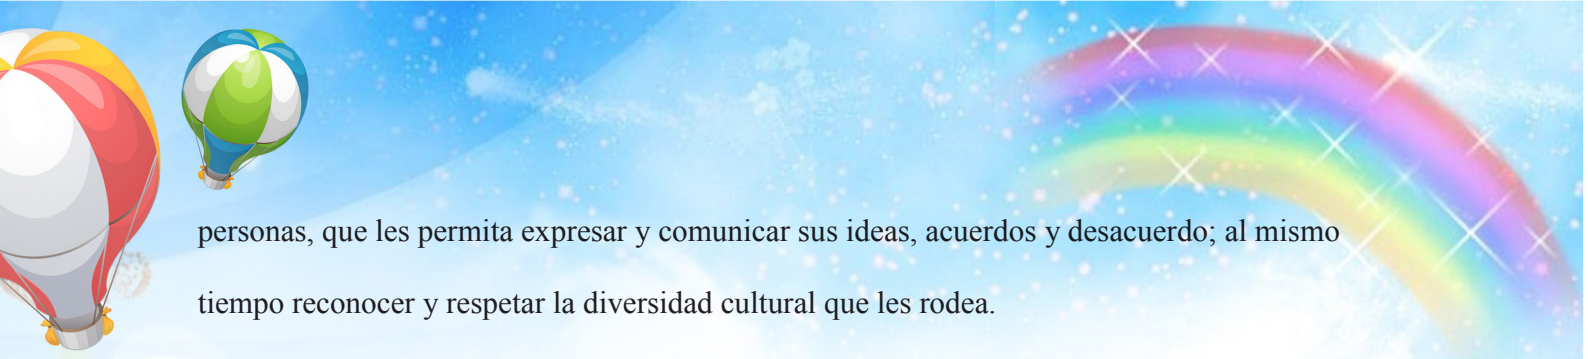 personas, que les permita expresar y comunicar sus ideas, acuerdos y desacuerdo; al mismo
tiempo reconocer y respetar la diversidad cultural que les rodea.